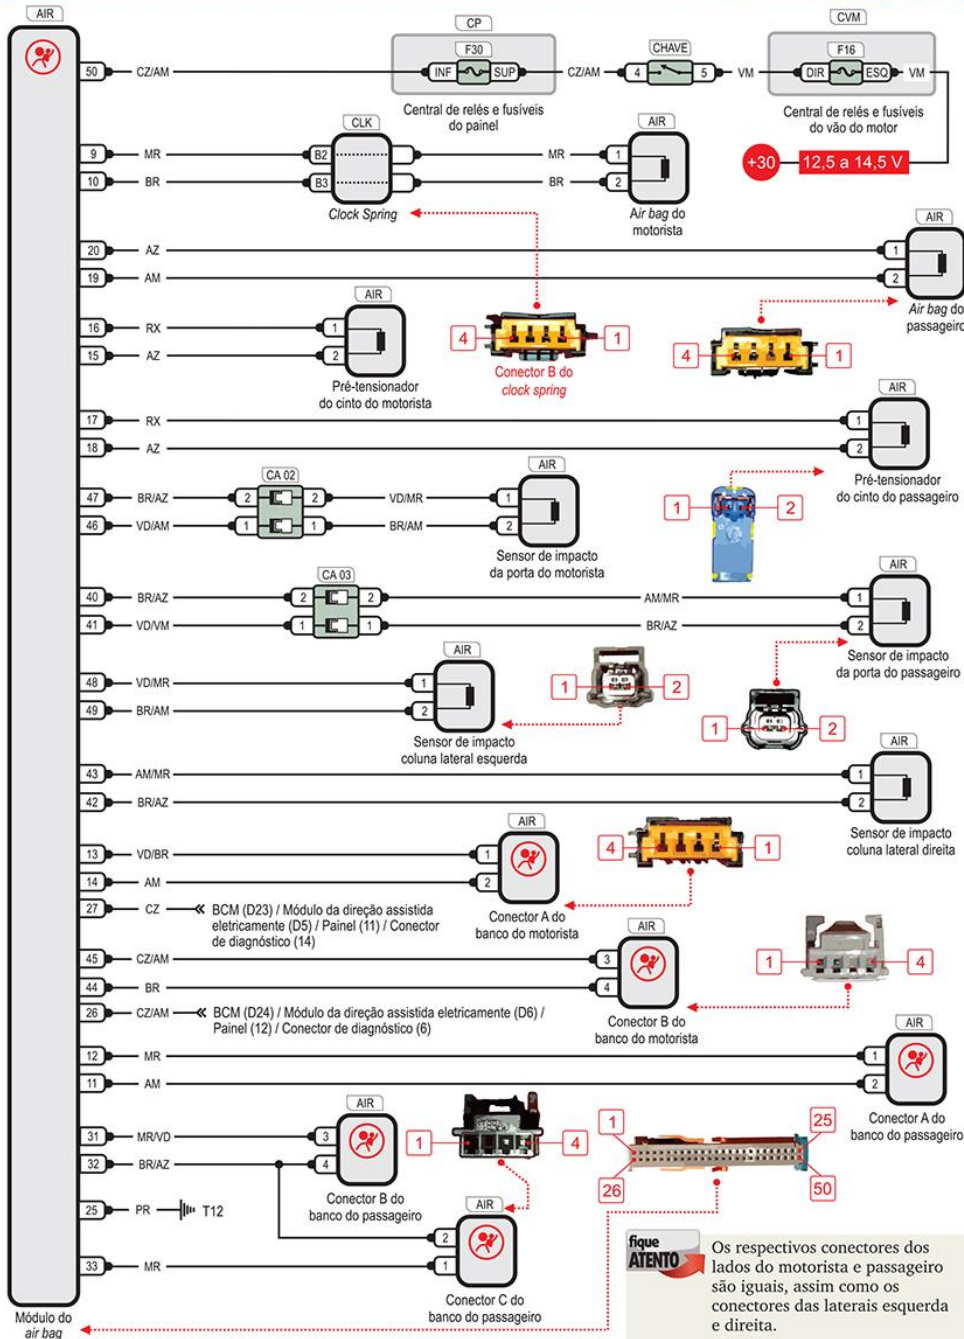 AIR
50 CZ/AM
CP
F30
INF SUP
CZ/AM
CHAVE
4 5
VM
CVM
F16
DIR ESQ
VM
Central de relés e fusíveis
do painel
Central de relés e fusíveis
do vão do motor
+30 12,5 a 14,5 V
9 MR
10 BR
CLK
B2
B3
Clock Spring
MR
BR
AIR
1
2
Air bag do
motorista
20 AZ
19 AM
AIR
1
2
Air bag do
passageiro
16 RX
15 AZ
AIR
1
2
Pré-tensionador
do cinto do motorista
4 1
Conector B do
clock spring
4 1
17 RX
18 AZ
AIR
1
2
Pré-tensionador
do cinto do passageiro
1 2
47 BR/AZ
46 VD/AM
CA 02
2 2
1 1
VD/MR
BR/AM
AIR
1
2
Sensor de impacto
da porta do motorista
40 BR/AZ
41 VD/VM
CA 03
2 2
1 1
AM/MR
BR/AZ
AIR
1
2
Sensor de impacto
da porta do passageiro
48 VD/MR
49 BR/AM
AIR
1
2
Sensor de impacto
coluna lateral esquerda
1 2
1 2
43 AM/MR
42 BR/AZ
AIR
1
2
Sensor de impacto
coluna lateral direita
13 VD/BR
14 AM
AIR
1
2
Conector A do
banco do motorista
4 1
27 CZ
BCM (D23) / Módulo da direção assistida
eletricamente (D5) / Painel (11) / Conector
de diagnóstico (14)
45 CZ/AM
44 BR
AIR
3
4
Conector B do
banco do motorista
1 4
26 CZ/AM
BCM (D24) / Módulo da direção assistida eletricamente (D6) /
Painel (12) / Conector de diagnóstico (6)
12 MR
11 AM
AIR
1
2
Conector A do
banco do passageiro
31 MR/VD
32 BR/AZ
AIR
3
4
Conector B do
banco do passageiro
1 4
1 25
26 50
25 PR T12
33 MR
AIR
2
1
Conector C do
banco do passageiro
Módulo do
air bag
fique
ATENTO
Os respectivos conectores dos
lados do motorista e passageiro
são iguais, assim como os
conectores das laterais esquerda
e direita.